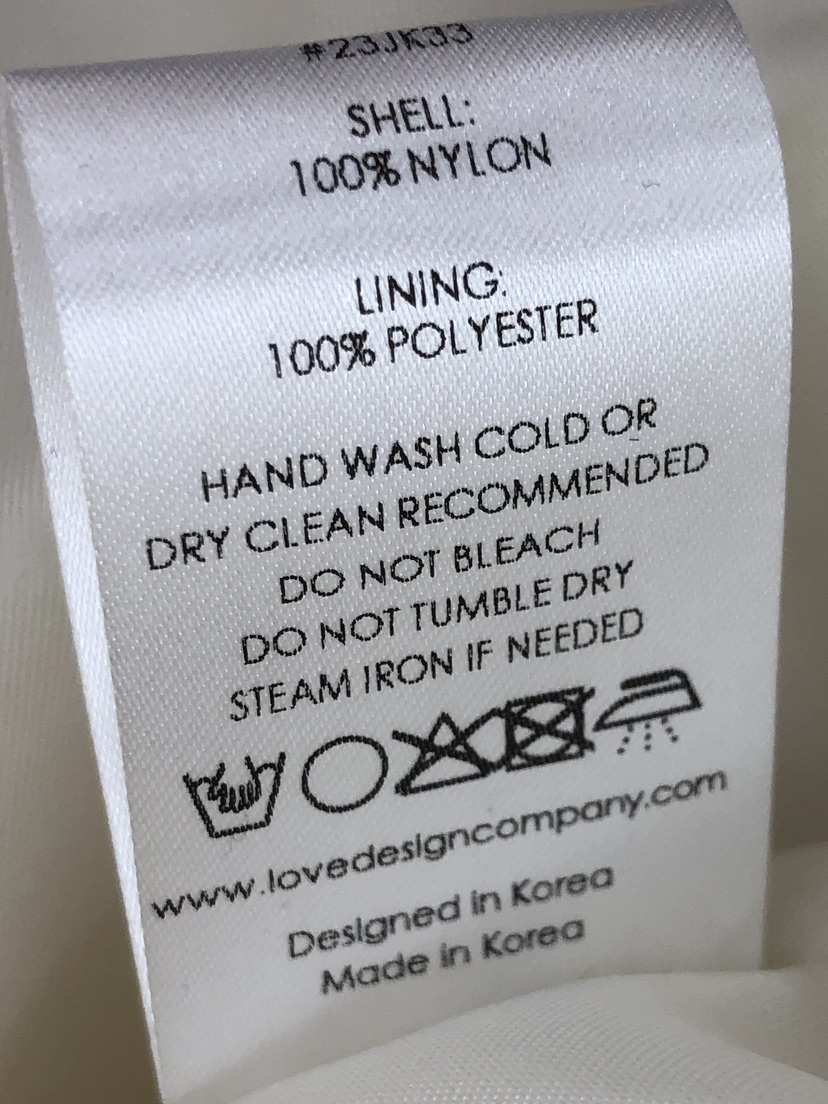 #23JK33
SHELL:
100% NYLON
LINING:
100% POLYESTER
HAND WASH COLD OR
DRY CLEAN RECOMMENDED
DO NOT BLEACH
DO NOT TUMBLE DRY
STEAM IRON IF NEEDED
www.lovedesigncompany.com
Designed in Korea
Made in Korea